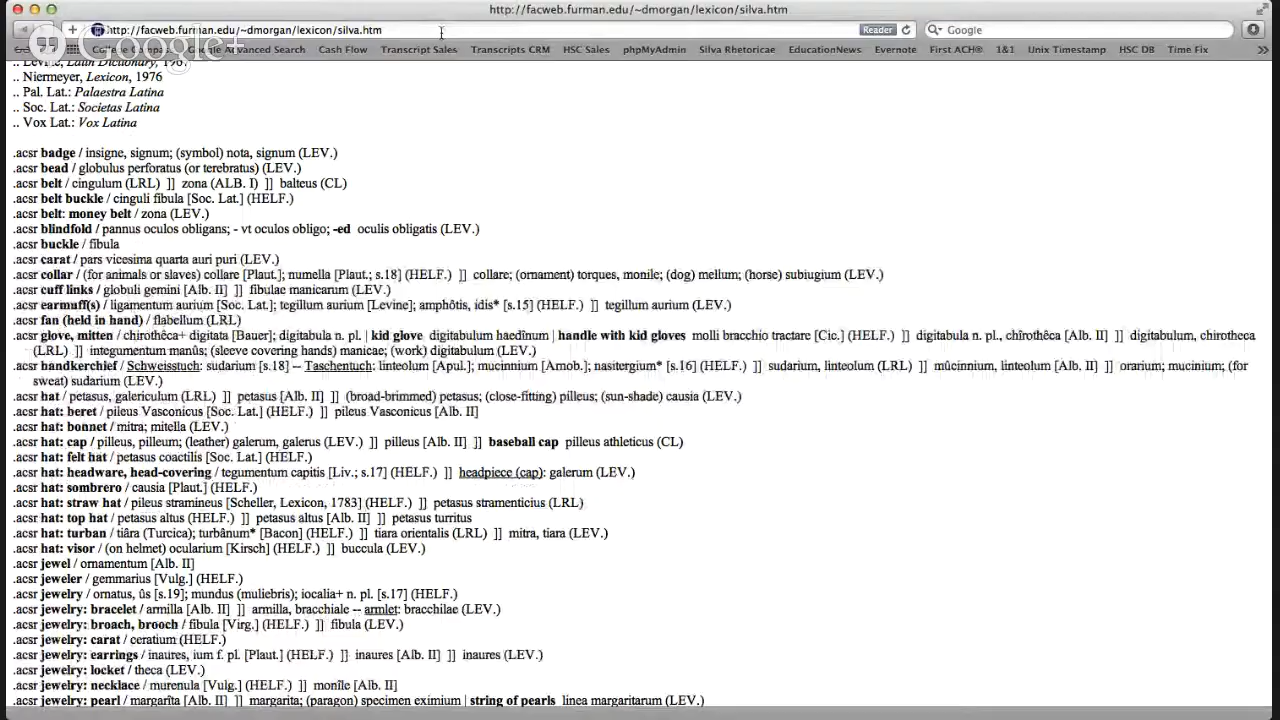 http://facweb.furman.edu/~dmorgan/lexicon/silva.htm
http://facweb.furman.edu/~dmorgan/lexicon/silva.htm
Reader
Google
Google+
College Compass
Advanced Search
Cash Flow
Transcript Sales
Transcripts CRM
HSC Sales
phpMyAdmin
Silva Rhetoricae
EducationNews
Evernote
First ACH®
1&1
Unix Timestamp
HSC DB
Time Fix
.. Levine, Latin Dictionary, 1967
.. Niermeyer, Lexicon, 1976
.. Pal. Lat.: Palaestra Latina
.. Soc. Lat.: Societas Latina
.. Vox Lat.: Vox Latina
.acsr badge / insigne, signum; (symbol) nota, signum (LEV.)
.acsr bead / globulus perforatus (or terebratus) (LEV.)
.acsr belt / cingulum (LRL) ]] zona (ALB. I) ]] balteus (CL)
.acsr belt buckle / cinguli fibula [Soc. Lat.] (HELF.)
.acsr belt: money belt / zona (LEV.)
.acsr blindfold / pannus oculos obligans; - vt oculos obligo; -ed oculis obligatis (LEV.)
.acsr buckle / fibula
.acsr carat / pars vicesima quarta auri puri (LEV.)
.acsr collar / (for animals or slaves) collare [Plaut.]; numella [Plaut.; s.18] (HELF.) ]] collare; (ornament) torques, monile; (dog) mellum; (horse) subiugium (LEV.)
.acsr cuff links / globuli gemini [Alb. II] ]] fibulae manicarum (LEV.)
.acsr earmuff(s) / ligamentum aurium [Soc. Lat.]; tegillum aurium [Levine]; amphôtis, idis* [s.15] (HELF.) ]] tegillum aurium (LEV.)
.acsr fan (held in hand) / flabellum (LRL)
.acsr glove, mitten / chirothêca+ digitata [Bauer]; digitabula n. pl. | kid glove digitabulum haedînum | handle with kid gloves molli bracchio tractare [Cic.] (HELF.) ]] digitabula n. pl., chîrothêca [Alb. II] ]] digitabulum, chirotheca
(LRL) ]] integumentum manûs; (sleeve covering hands) manicae; (work) digitabulum (LEV.)
.acsr handkerchief / Schweisstuch: sudarium [s.18] -- Taschentuch: linteolum [Apul.]; mucinnium [Arnob.]; nasitergium* [s.16] (HELF.) ]] sudarium, linteolum (LRL) ]] mûcinnium, linteolum [Alb. II] ]] orarium; mucinium; (for
sweat) sudarium (LEV.)
.acsr hat / petasus, galericulum (LRL) ]] petasus [Alb. II] ]] (broad-brimmed) petasus; (close-fitting) pilleus; (sun-shade) causia (LEV.)
.acsr hat: beret / pileus Vasconicus [Soc. Lat.] (HELF.) ]] pileus Vasconicus [Alb. II]
.acsr hat: bonnet / mitra; mitella (LEV.)
.acsr hat: cap / pilleus, pilleum; (leather) galerum, galerus (LEV.) ]] pilleus [Alb. II] ]] baseball cap pilleus athleticus (CL)
.acsr hat: felt hat / petasus coactilis [Soc. Lat.] (HELF.)
.acsr hat: headware, head-covering / tegumentum capitis [Liv.; s.17] (HELF.) ]] headpiece (cap): galerum (LEV.)
.acsr hat: sombrero / causia [Plaut.] (HELF.)
.acsr hat: straw hat / pileus stramineus [Scheller, Lexicon, 1783] (HELF.) ]] petasus stramenticius (LRL)
.acsr hat: top hat / petasus altus (HELF.) ]] petasus altus [Alb. II] ]] petasus turritus
.acsr hat: turban / tiâra (Turcica); turbânum* [Bacon] (HELF.) ]] tiara orientalis (LRL) ]] mitra, tiara (LEV.)
.acsr hat: visor / (on helmet) ocularium [Kirsch] (HELF.) ]] buccula (LEV.)
.acsr jewel / ornamentum [Alb. II]
.acsr jeweler / gemmarius [Vulg.] (HELF.)
.acsr jewelry / ornatus, ûs [s.19]; mundus (muliebris); iocalia+ n. pl. [s.17] (HELF.)
.acsr jewelry: bracelet / armilla [Alb. II] ]] armilla, bracchiale -- armlet: bracchilae (LEV.)
.acsr jewelry: broach, brooch / fibula [Virg.] (HELF.) ]] fibula (LEV.)
.acsr jewelry: carat / ceratium (HELF.)
.acsr jewelry: earrings / inaures, ium f. pl. [Plaut.] (HELF.) ]] inaures [Alb. II] ]] inaures (LEV.)
.acsr jewelry: locket / theca (LEV.)
.acsr jewelry: necklace / murenula [Vulg.] (HELF.) ]] monîle [Alb. II]
.acsr jewelry: pearl / margarîta [Alb. II] ]] margarita; (paragon) specimen eximium | string of pearls linea margaritarum (LEV.)